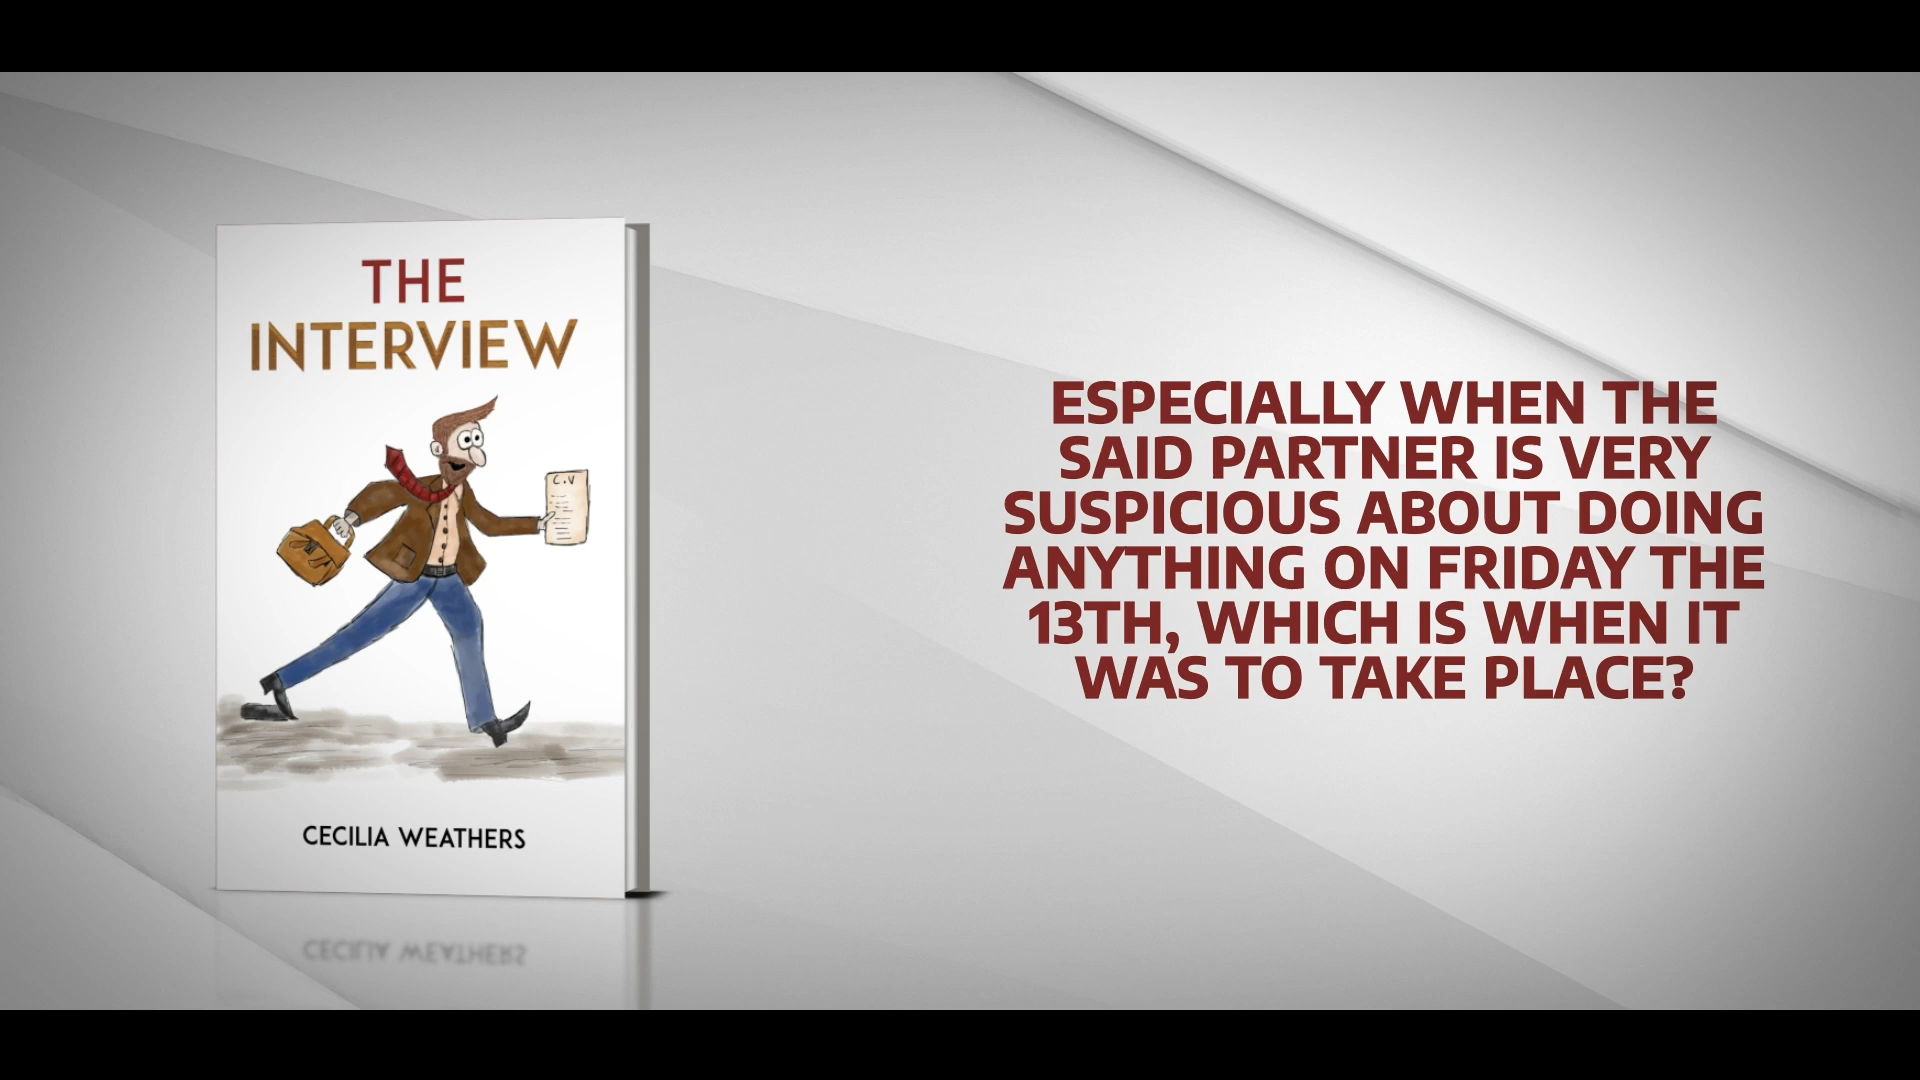 THE
INTERVIEW
C.V
CECILIA WEATHERS
CECILIA WEATHERS
ESPECIALLY WHEN THE
SAID PARTNER IS VERY
SUSPICIOUS ABOUT DOING
ANYTHING ON FRIDAY THE
13TH, WHICH IS WHEN IT
WAS TO TAKE PLACE?